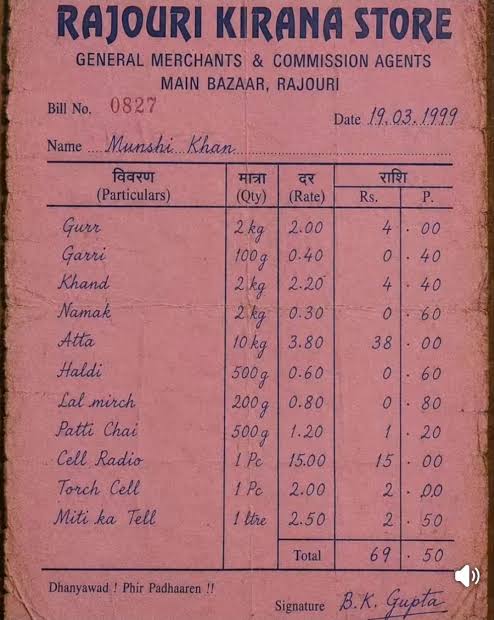 RAJOURI KIRANA STORE
GENERAL MERCHANTS & COMMISSION AGENTS
MAIN BAZAAR, RAJOURI
Bill No. 0827
Date 19.03.1999
Name Munshi Khan
विवरण मात्रा दर राशि
(Particulars) (Qty) (Rate) Rs. P.
Gurr 2 kg 2.00 4 . 00
Garri 100 g 0.40 0 . 40
Khand 2 kg 2.20 4 . 40
Namak 2 kg 0.30 0 . 60
Atta 10 kg 3.80 38 . 00
Haldi 500 g 0.60 0 . 60
Lal mirch 200 g 0.80 0 . 80
Patti Chai 500 g 1.20 1 . 20
Cell Radio 1 Pc 15.00 15 . 00
Torch Cell 1 Pc 2.00 2 . 00
Miti ka Tell 1 ltre 2.50 2 . 50
Total 69 . 50
Dhanyawad ! Phir Padhaaren !!
Signature B.K. Gupta